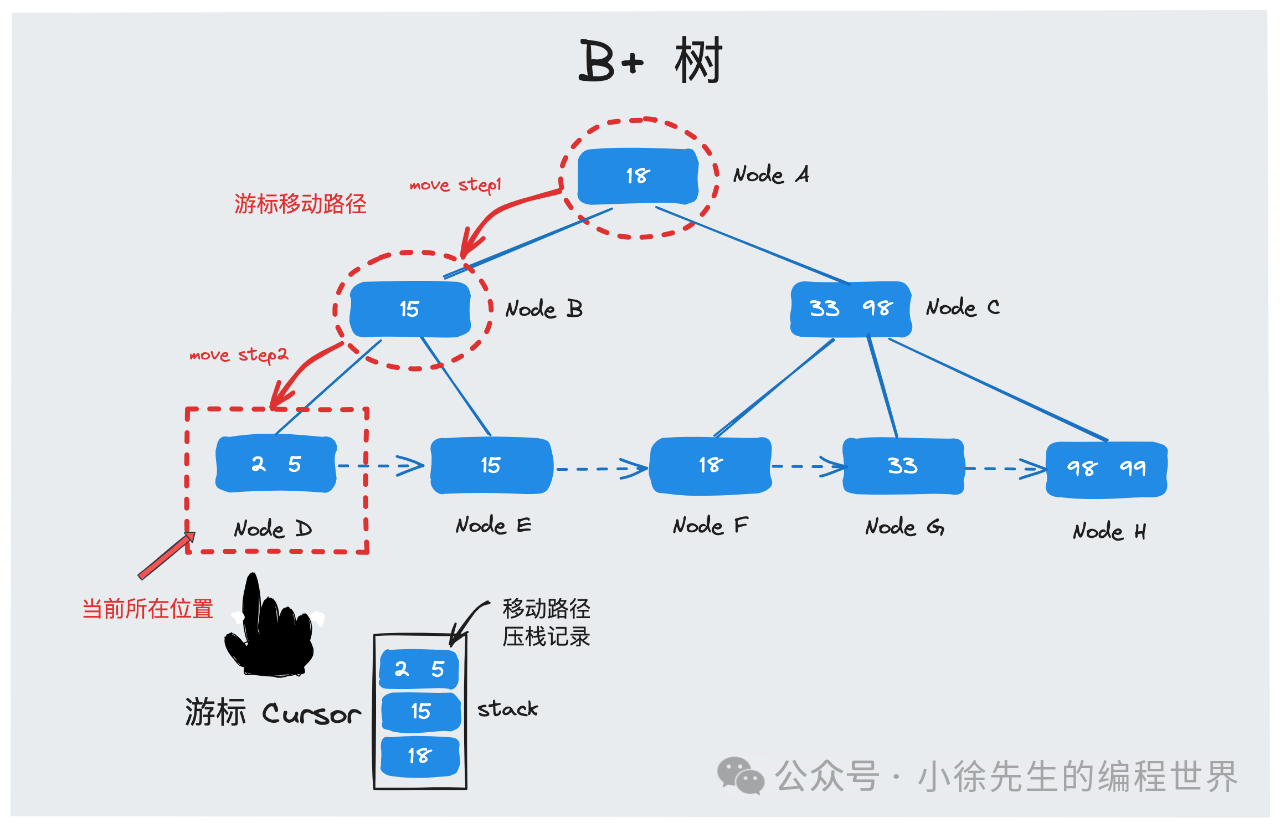 B+ 树
18
Node A
move step1
游标移动路径
15
Node B
33 98
Node C
move step2
2 5
15
18
33
98 99
Node D
Node E
Node F
Node G
Node H
当前所在位置
移动路径
压栈记录
2 5
15
18
stack
游标 Cursor
公众号 · 小徐先生的编程世界